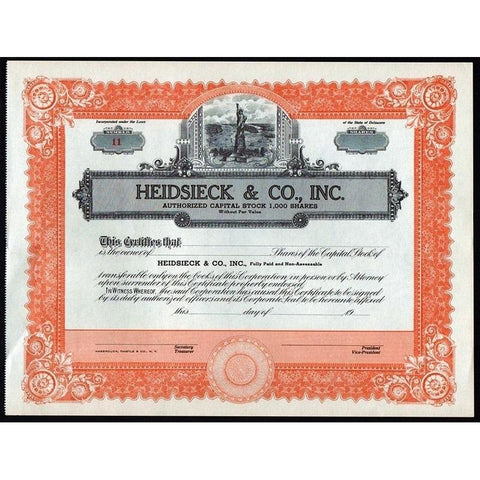 Incorporated under the Laws
of the State of Delaware
NUMBER
SHARES
11
HEIDSIECK & CO., INC.
AUTHORIZED CAPITAL STOCK 1,000 SHARES
Without Par Value
This Certifies that
is the owner of Shares of the Capital Stock of
HEIDSIECK & CO., INC., Fully Paid and Non-Assessable
transferable only on the books of this Corporation in person or by Attorney
upon surrender of this Certificate properly endorsed.
IN WITNESS WHEREOF, the said Corporation has caused this Certificate to be signed
by its duly authorized officers and its Corporate Seal to be hereunto affixed
this day of 19
Secretary
Treasurer
President
Vice-President
& CO., N. Y.